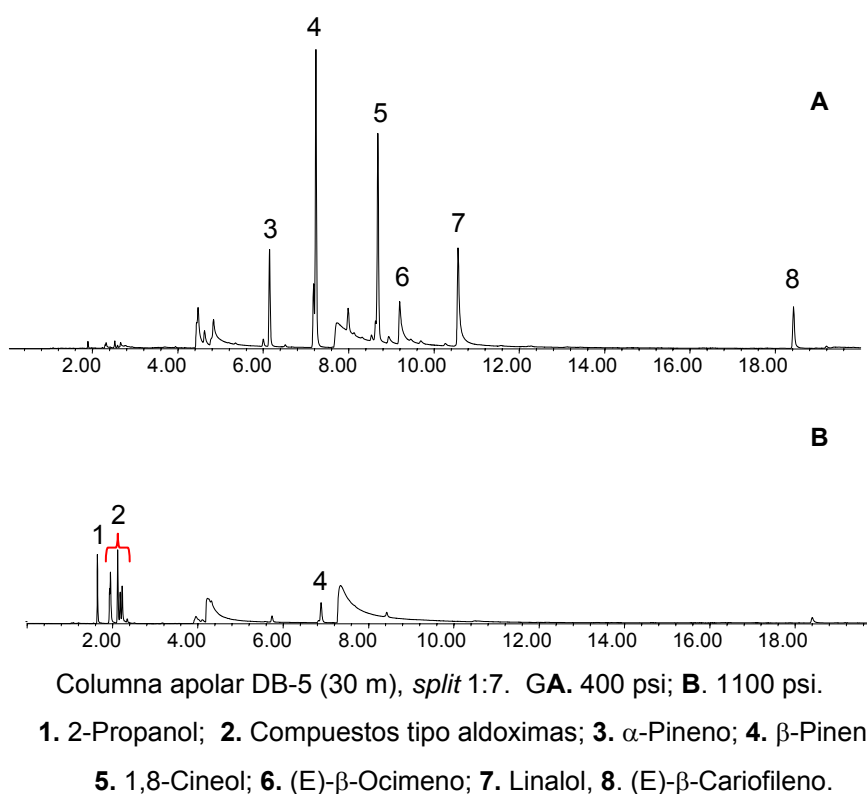 4
A
5
3
7
6
8
2.00 4.00 6.00 8.00 10.00 12.00 14.00 16.00 18.00
B
2
1
4
2.00 4.00 6.00 8.00 10.00 12.00 14.00 16.00 18.00
Columna apolar DB-5 (30 m), split 1:7. GA. 400 psi; B. 1100 psi.
1. 2-Propanol; 2. Compuestos tipo aldoximas; 3. α-Pineno; 4. β-Pinen
5. 1,8-Cineol; 6. (E)-β-Ocimeno; 7. Linalol, 8. (E)-β-Cariofileno.